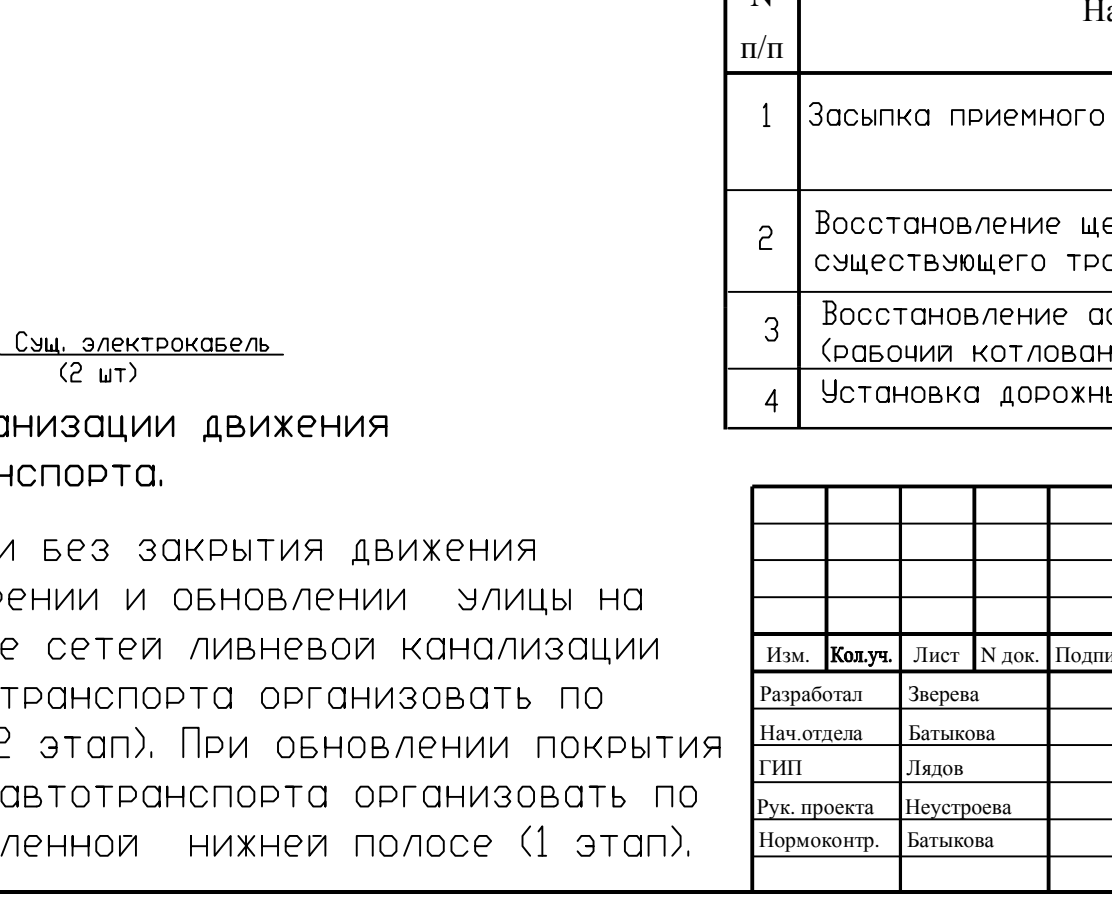 п/п
1 Засыпка приемного
2 Восстановление ще
существующего тро
3 Восстановление ас
(рабочий котлован
4 Установка дорожны
Сущ. электрокабель
(2 шт)
анизации движения
нспорта.
и без закрытия движения
рении и обновлении улицы на
е сетей ливневой канализации
транспорта организовать по
2 этап). При обновлении покрытия
автотранспорта организовать по
ленной нижней полосе (1 этап).
Изм. Кол.уч. Лист N док. Подпи
Разработал Зверева
Нач.отдела Батыкова
ГИП Лядов
Рук. проекта Неустроева
Нормоконтр. Батыкова